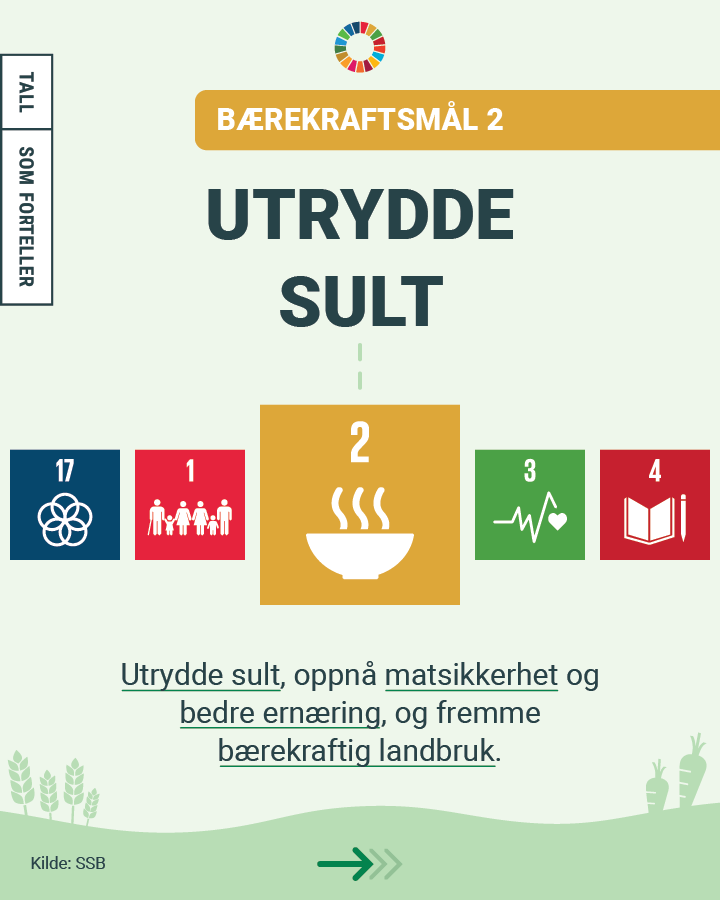 TALL
SOM FORTELLER
BÆREKRAFTSMÅL 2
UTRYDDE
SULT
17
1
2
3
4
Utrydde sult, oppnå matsikkerhet og
bedre ernæring, og fremme
bærekraftig landbruk.
Kilde: SSB